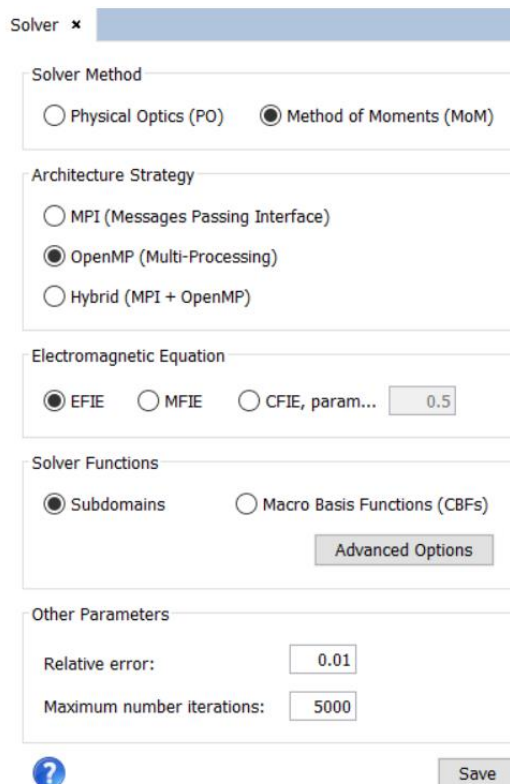 Solver ×
Solver Method
Physical Optics (PO) Method of Moments (MoM)
Architecture Strategy
MPI (Messages Passing Interface)
OpenMP (Multi-Processing)
Hybrid (MPI + OpenMP)
Electromagnetic Equation
EFIE MFIE CFIE, param... 0.5
Solver Functions
Subdomains Macro Basis Functions (CBFs)
Advanced Options
Other Parameters
Relative error: 0.01
Maximum number iterations: 5000
? Save